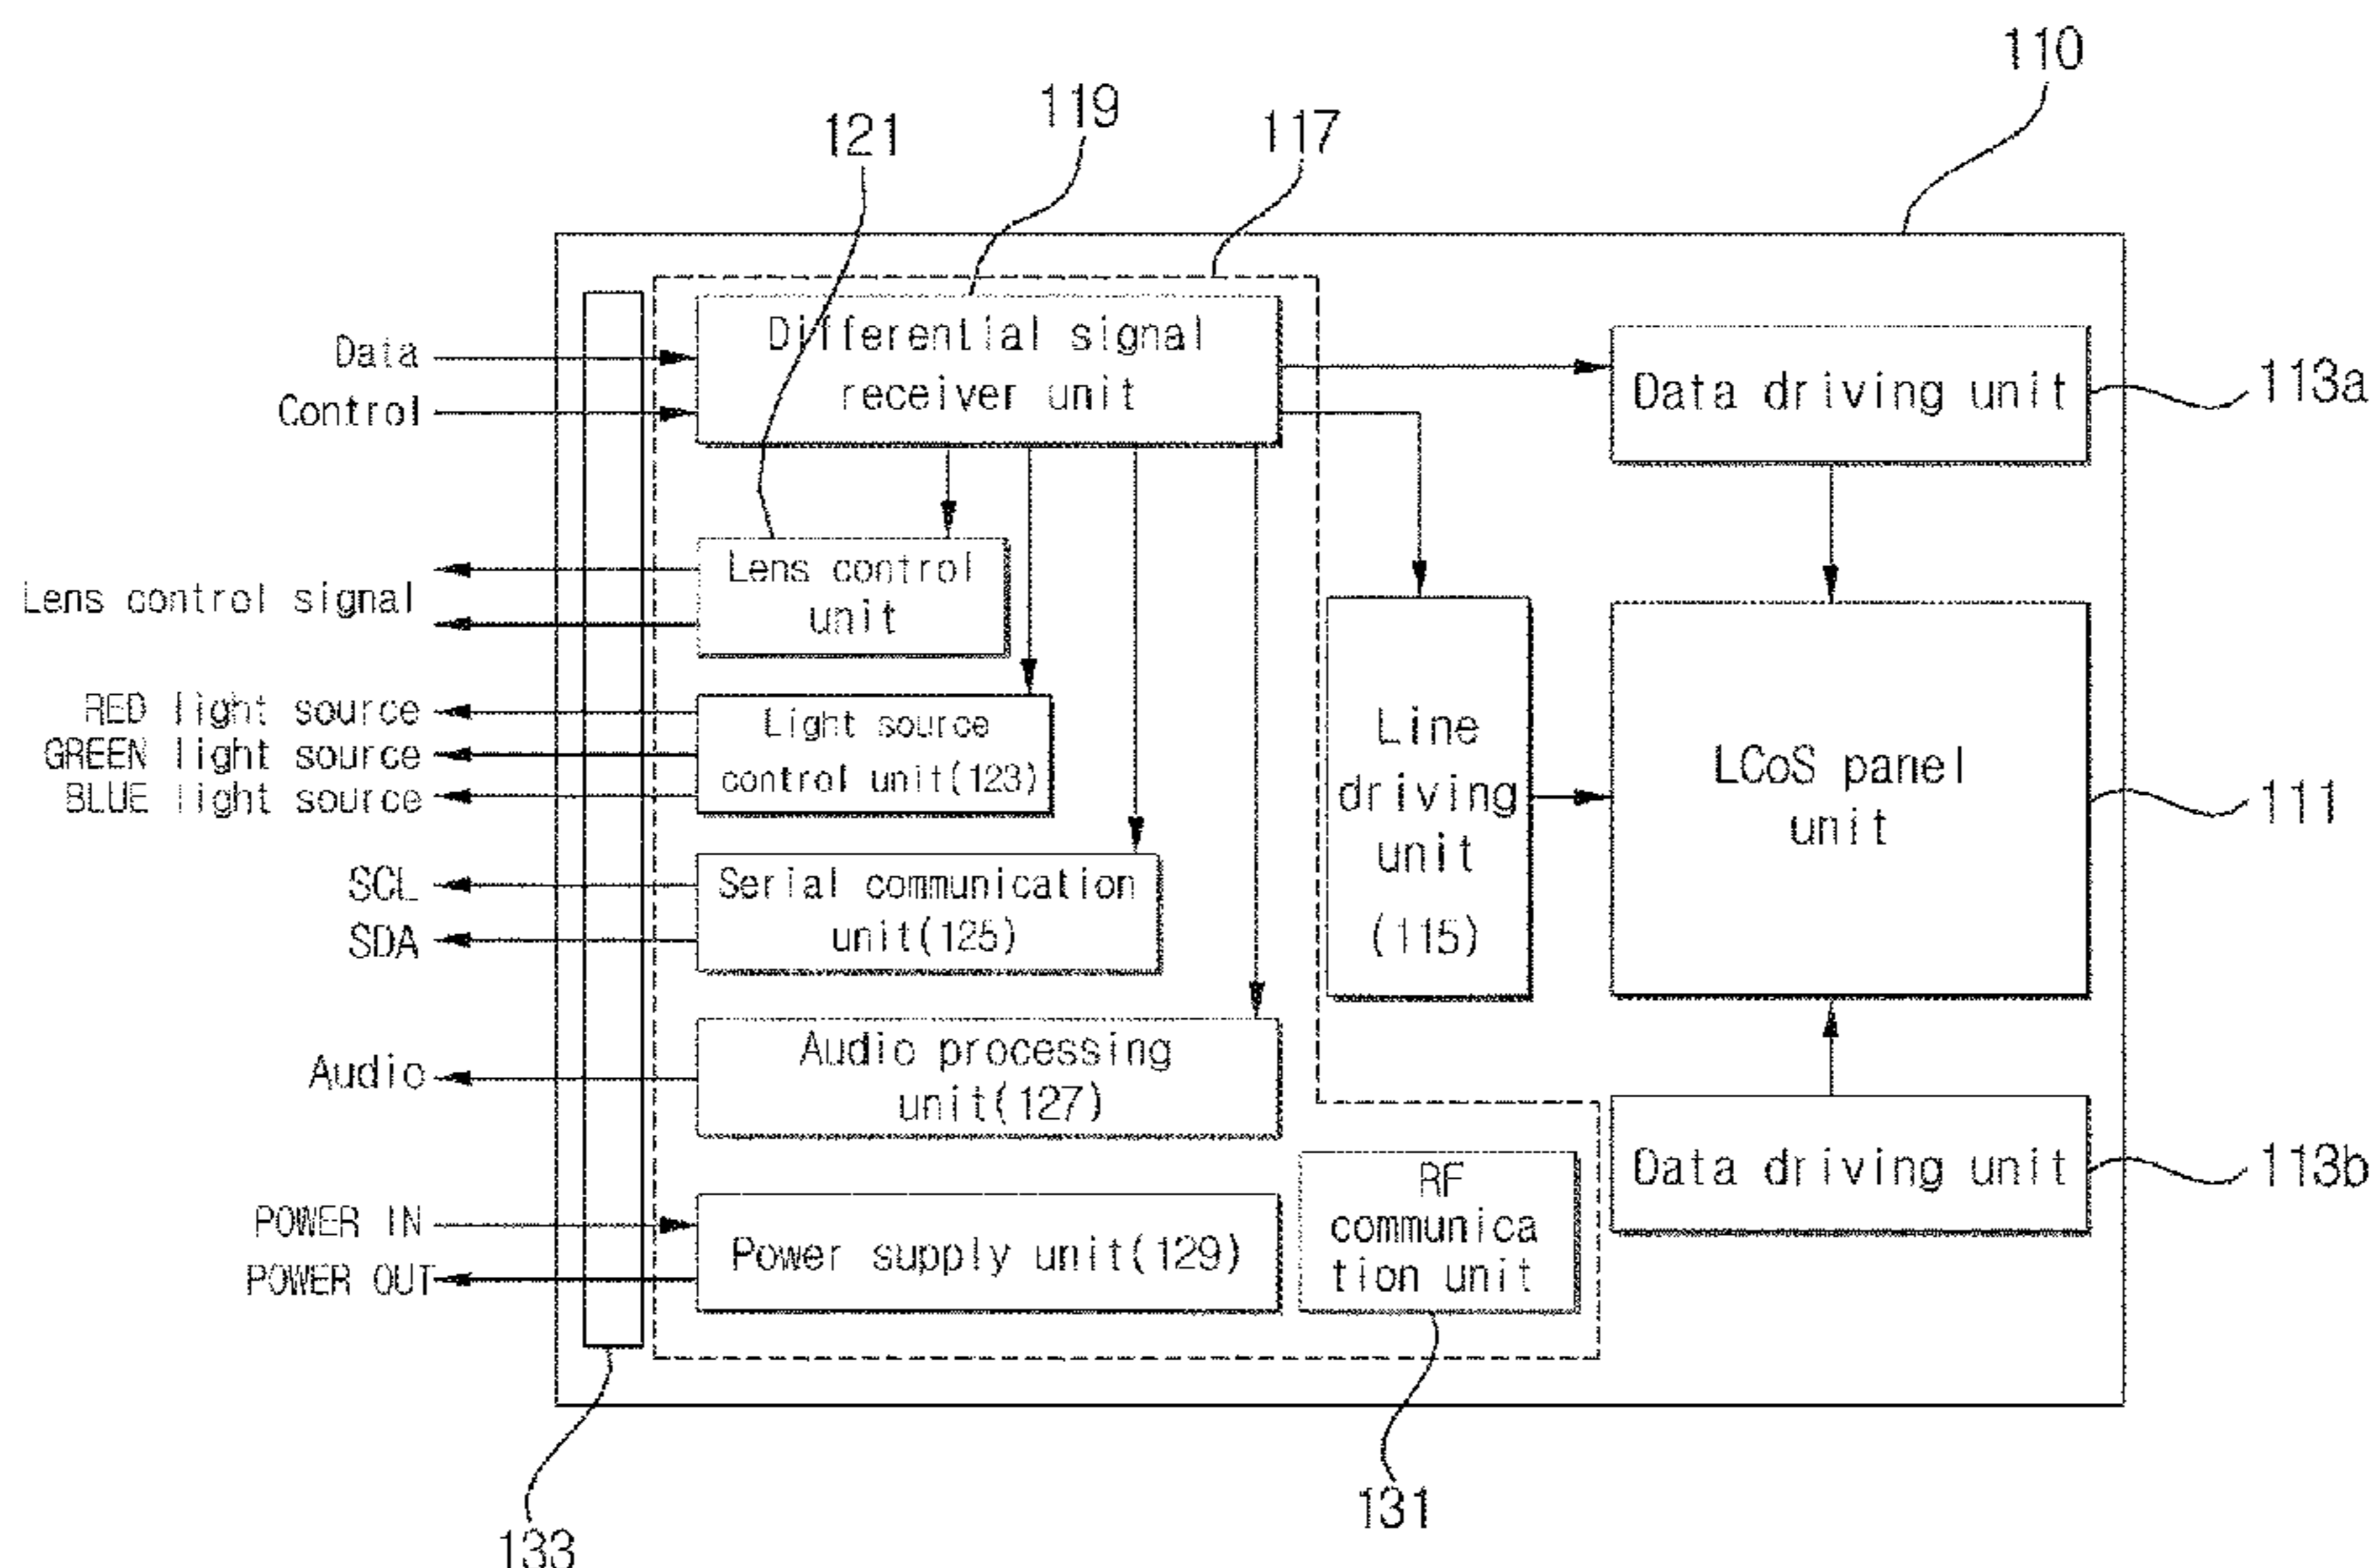 110
119
117
121
Differential signal
receiver unit
Data
Control
Data driving unit
113a
Lens control
unit
Lens control signal
RED light source
GREEN light source
BLUE light source
Light source
control unit(123)
Line
driving
unit
(115)
LCoS panel
unit
111
SCL
SDA
Serial communication
unit(125)
Audio
Audio processing
unit(127)
Data driving unit
113b
RF
communica
tion unit
POWER IN
POWER OUT
Power supply unit(129)
131
133